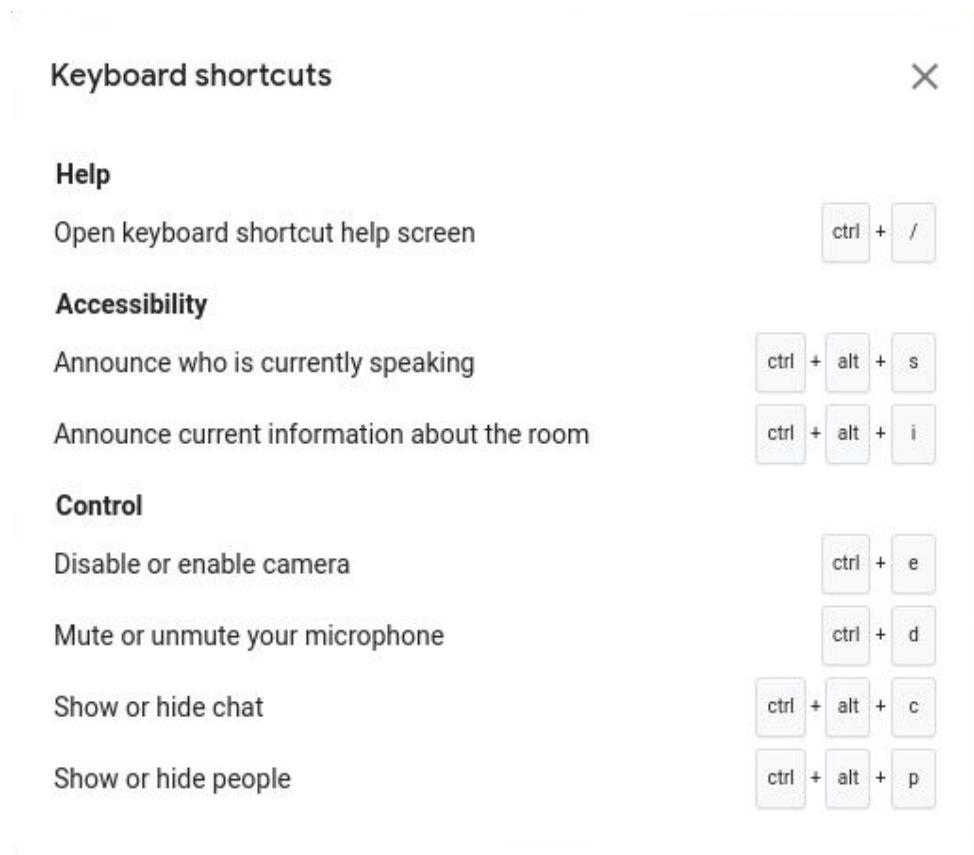 Keyboard shortcuts
Help
Open keyboard shortcut help screen ctrl + /
Accessibility
Announce who is currently speaking ctrl + alt + s
Announce current information about the room ctrl + alt + i
Control
Disable or enable camera ctrl + e
Mute or unmute your microphone ctrl + d
Show or hide chat ctrl + alt + c
Show or hide people ctrl + alt + p